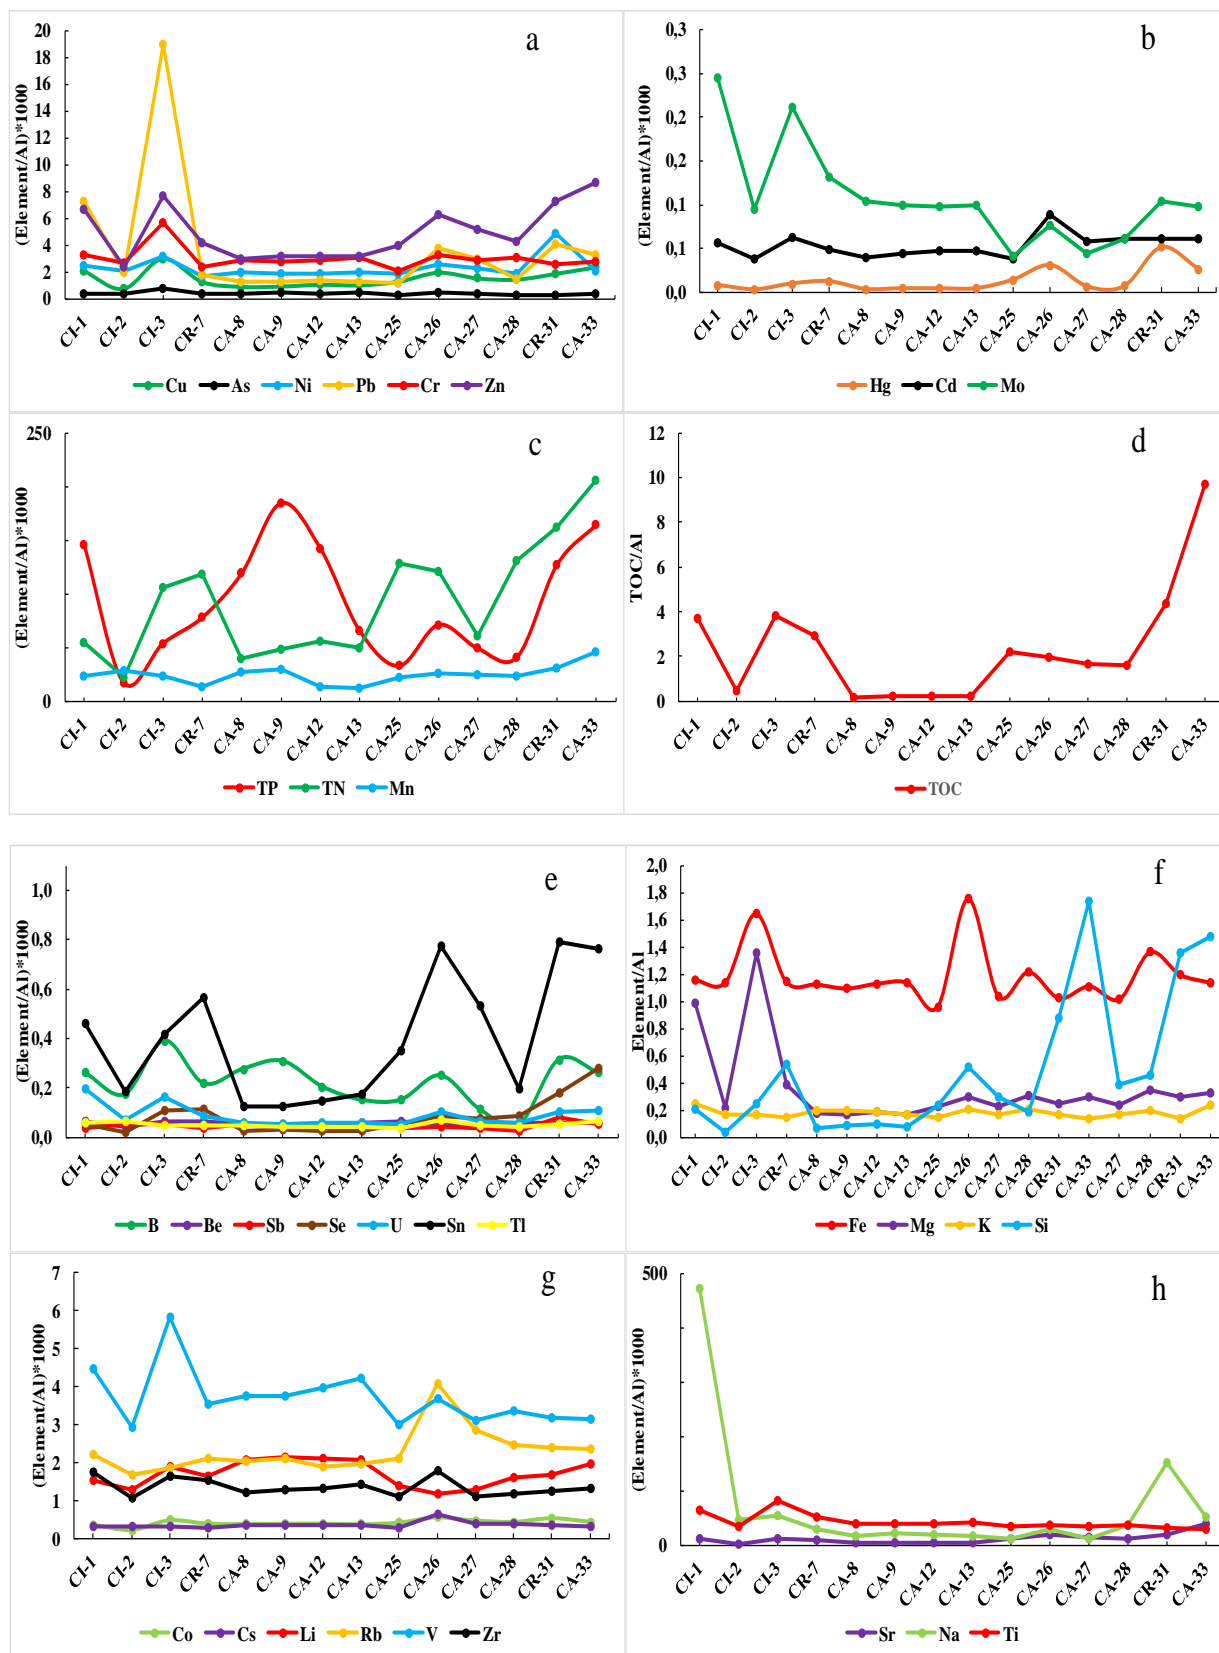 a
(Element/Al)*1000
20
18
16
14
12
10
8
6
4
2
0
CI-1 CI-2 CI-3 CR-7 CA-8 CA-9 CA-12 CA-13 CA-25 CA-26 CA-27 CA-28 CR-31 CA-33
Cu As Ni Pb Cr Zn
b
(Element/Al)*1000
0,3
0,3
0,2
0,2
0,1
0,1
0,0
CI-1 CI-2 CI-3 CR-7 CA-8 CA-9 CA-12 CA-13 CA-25 CA-26 CA-27 CA-28 CR-31 CA-33
Hg Cd Mo
c
(Element/Al)*1000
250
0
CI-1 CI-2 CI-3 CR-7 CA-8 CA-9 CA-12 CA-13 CA-25 CA-26 CA-27 CA-28 CR-31 CA-33
TP TN Mn
d
TOC/Al
12
10
8
6
4
2
0
CI-1 CI-2 CI-3 CR-7 CA-8 CA-9 CA-12 CA-13 CA-25 CA-26 CA-27 CA-28 CR-31 CA-33
TOC
e
(Element/Al)*1000
1,0
0,8
0,6
0,4
0,2
0,0
CI-1 CI-2 CI-3 CR-7 CA-8 CA-9 CA-12 CA-13 CA-25 CA-26 CA-27 CA-28 CR-31 CA-33
B Be Sb Se U Sn Tl
f
Element/Al
2,0
1,8
1,6
1,4
1,2
1,0
0,8
0,6
0,4
0,2
0,0
CI-1 CI-2 CI-3 CR-7 CA-8 CA-9 CA-12 CA-13 CA-25 CA-26 CA-27 CA-28 CR-31 CA-33 CA-27 CA-28 CR-31 CA-33
Fe Mg K Si
g
(Element/Al)*1000
7
6
5
4
3
2
1
0
CI-1 CI-2 CI-3 CR-7 CA-8 CA-9 CA-12 CA-13 CA-25 CA-26 CA-27 CA-28 CR-31 CA-33
Co Cs Li Rb V Zr
h
(Element/Al)*1000
500
0
CI-1 CI-2 CI-3 CR-7 CA-8 CA-9 CA-12 CA-13 CA-25 CA-26 CA-27 CA-28 CR-31 CA-33
Sr Na Ti